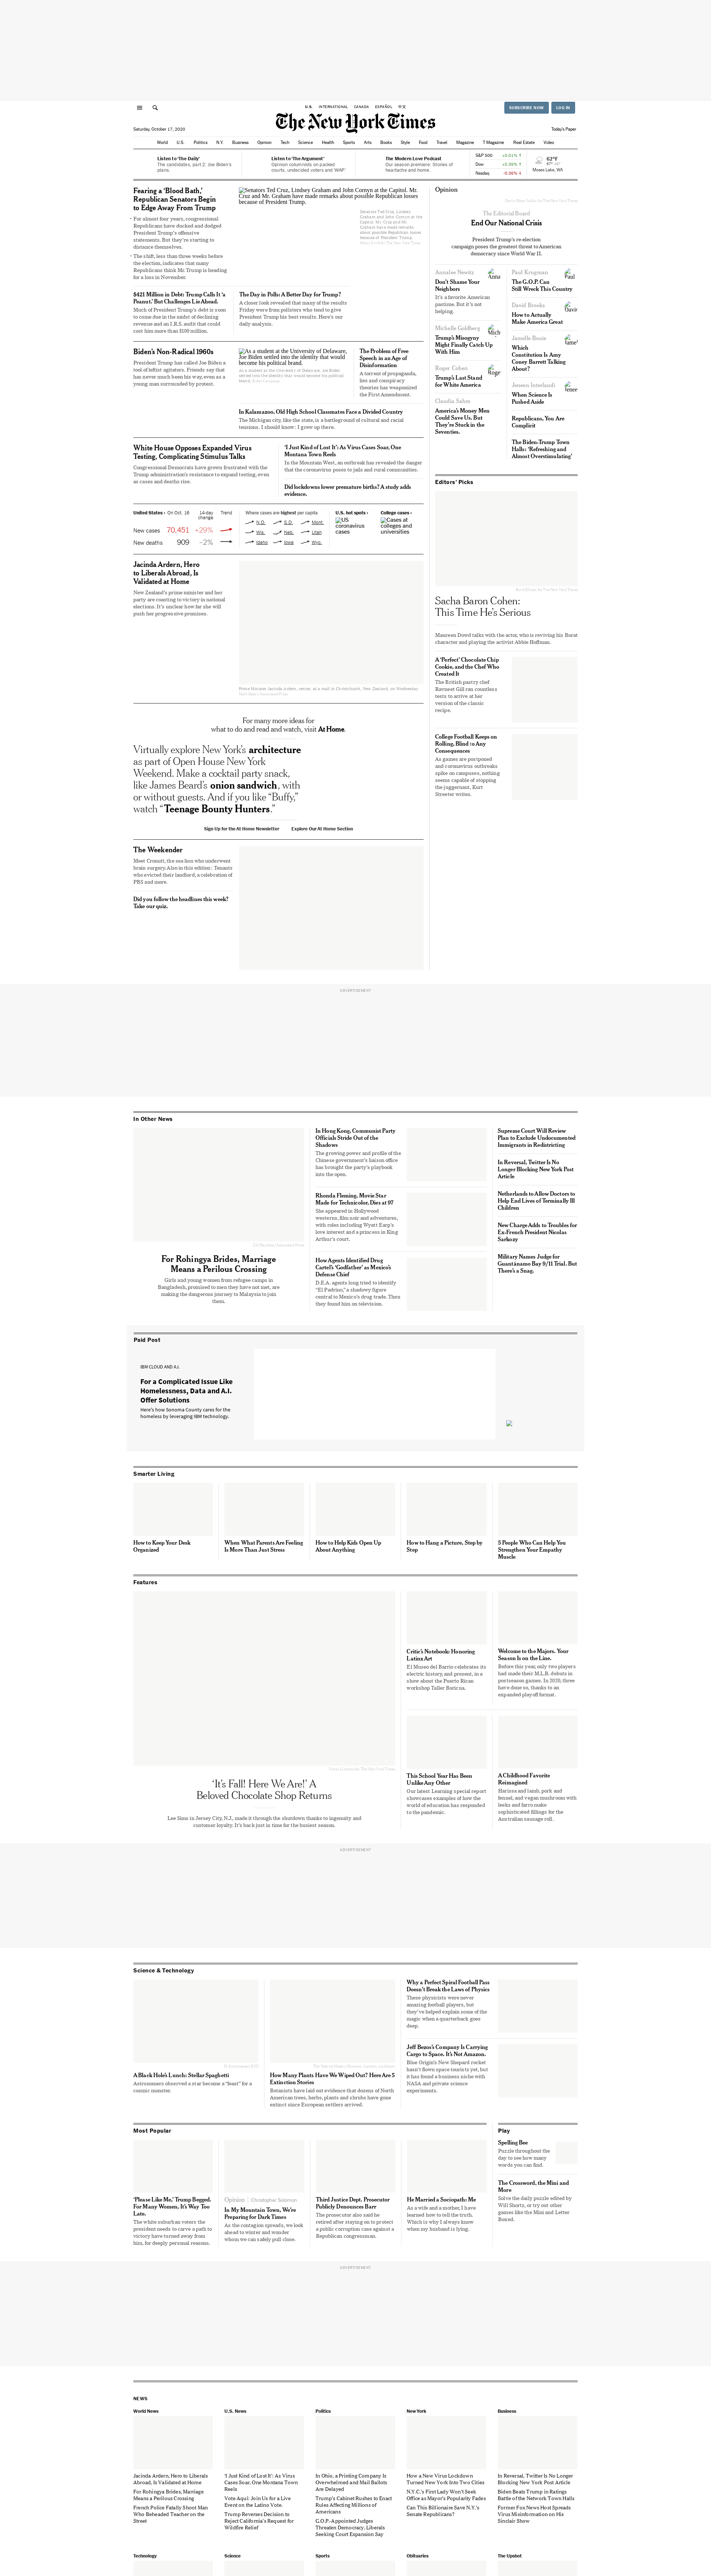 U.S. INTERNATIONAL CANADA ESPAÑOL 中文
SUBSCRIBE NOW LOG IN
The New York Times
Saturday, October 17, 2020
Today's Paper
World U.S. Politics N.Y. Business Opinion Tech Science Health Sports Arts Books Style Food Travel Magazine T Magazine Real Estate Video
Listen to 'The Daily'
The candidates, part 2: Joe Biden's plans.
Listen to 'The Argument'
Opinion columnists on packed courts, undecided voters and 'WAP.'
The Modern Love Podcast
Our season premiere: Stories of heartache and home.
S&P 500 +0.01% ↑
Dow +0.39% ↑
Nasdaq -0.36% ↓
62°F
Moses Lake, WA
Fearing a 'Blood Bath,'
Republican Senators Begin
to Edge Away From Trump
For almost four years, congressional
Republicans have ducked and dodged
President Trump's offensive
statements. But they're starting to
distance themselves.
The shift, less than three weeks before
the election, indicates that many
Republicans think Mr. Trump is heading
for a loss in November.
Senators Ted Cruz, Lindsey Graham and John Cornyn at the Capitol. Mr.
Cruz and Mr. Graham have made remarks about possible Republican losses
because of President Trump.
$421 Million in Debt: Trump Calls It 'a
Peanut,' But Challenges Lie Ahead.
Much of President Trump's debt is soon
to come due in the midst of declining
revenue and an I.R.S. audit that could
cost him more than $100 million.
The Day in Polls: A Better Day for Trump?
A closer look revealed many of his results
Friday were from pollsters who tend to give
President Trump his best results. Here's our
daily analysis.
Biden's Non-Radical 1960s
President Trump has called Joe Biden a
tool of leftist agitators. Friends say that
has never much been his way, even as a
young man surrounded by protest.
As a student at the University of Delaware,
Joe Biden settled into the identity that would
become his political brand.
The Problem of Free
Speech in an Age of
Disinformation
A torrent of propaganda,
lies and conspiracy
theories has weaponized
the First Amendment.
In Kalamazoo, Old High School Classmates Face a Divided Country
The Michigan city, like the state, is a battleground of cultural and racial
tensions. I should know: I grew up there.
White House Opposes Expanded Virus
Testing, Complicating Stimulus Talks
Congressional Democrats have grown frustrated with the
Trump administration's resistance to expanded testing, even
as cases and deaths rise.
'I Just Kind of Lost It': As Virus Cases Soar, One
Montana Town Reels
In the Mountain West, an outbreak has revealed the danger
that the coronavirus poses to jails and rural communities.
Did lockdowns lower premature births? A study adds
evidence.
United States › On Oct. 16 14-day change Trend
New cases 70,451 +29%
New deaths 909 –2%
Where cases are highest per capita
N.D. S.D. Mont.
Wis. Neb. Utah
Idaho Iowa Wyo.
U.S. hot spots ›
US coronavirus cases
College cases ›
Cases at colleges and universities
Jacinda Ardern, Hero
to Liberals Abroad, Is
Validated at Home
New Zealand's prime minister and her
party are coasting to victory in national
elections. It's unclear how far she will
push her progressive promises.
Prime Minister Jacinda Ardern, center, at a mall in Christchurch, New Zealand, on Wednesday.
For many more ideas for
what to do and read and watch, visit At Home.
Virtually explore New York's architecture
as part of Open House New York
Weekend. Make a cocktail party snack,
like James Beard's onion sandwich, with
or without guests. And if you like "Buffy,"
watch "Teenage Bounty Hunters."
Sign Up for the At Home Newsletter Explore Our At Home Section
The Weekender
Meet Cronutt, the sea lion who underwent
brain surgery. Also in this edition: Tenants
who evicted their landlord, a celebration of
PBS and more.
Did you follow the headlines this week?
Take our quiz.
Opinion
The Editorial Board
End Our National Crisis
President Trump's re-election
campaign poses the greatest threat to American
democracy since World War II.
Annalee Newitz
Don't Shame Your
Neighbors
It's a favorite American
pastime. But it's not
helping.
Michelle Goldberg
Trump's Misogyny
Might Finally Catch Up
With Him
Roger Cohen
Trump's Last Stand
for White America
Claudia Sahm
America's Money Men
Could Save Us. But
They're Stuck in the
Seventies.
Paul Krugman
The G.O.P. Can
Still Wreck This Country
David Brooks
How to Actually
Make America Great
Jamelle Bouie
Which
Constitution Is Amy
Coney Barrett Talking
About?
Jeneen Interlandi
When Science Is
Pushed Aside
Republicans, You Are
Complicit
The Biden-Trump Town
Halls: 'Refreshing and
Almost Overstimulating'
Editors' Picks
Sacha Baron Cohen:
This Time He's Serious
Maureen Dowd talks with the actor, who is reviving his Borat
character and playing the activist Abbie Hoffman.
A 'Perfect' Chocolate Chip
Cookie, and the Chef Who
Created It
The British pastry chef
Ravneet Gill ran countless
tests to arrive at her
version of the classic
recipe.
College Football Keeps on
Rolling, Blind to Any
Consequences
As games are postponed
and coronavirus outbreaks
spike on campuses, nothing
seems capable of stopping
the juggernaut, Kurt
Streeter writes.
ADVERTISEMENT
In Other News
For Rohingya Brides, Marriage
Means a Perilous Crossing
Girls and young women from refugee camps in
Bangladesh, promised to men they have not met, are
making the dangerous journey to Malaysia to join
them.
In Hong Kong, Communist Party
Officials Stride Out of the
Shadows
The growing power and profile of the
Chinese government's liaison office
has brought the party's playbook
into the open.
Rhonda Fleming, Movie Star
Made for Technicolor, Dies at 97
She appeared in Hollywood
westerns, film noir and adventures,
with roles including Wyatt Earp's
love interest and a princess in King
Arthur's court.
How Agents Identified Drug
Cartel's 'Godfather' as Mexico's
Defense Chief
D.E.A. agents long tried to identify
"El Padrino," a shadowy figure
central to Mexico's drug trade. Then
they found him on television.
Supreme Court Will Review
Plan to Exclude Undocumented
Immigrants in Redistricting
In Reversal, Twitter Is No
Longer Blocking New York Post
Article
Netherlands to Allow Doctors to
Help End Lives of Terminally Ill
Children
New Charge Adds to Troubles for
Ex-French President Nicolas
Sarkozy
Military Names Judge for
Guantánamo Bay 9/11 Trial. But
There's a Snag.
Paid Post
IBM CLOUD AND A.I.
For a Complicated Issue Like
Homelessness, Data and A.I.
Offer Solutions
Here's how Sonoma County cares for the
homeless by leveraging IBM technology.
Smarter Living
How to Keep Your Desk
Organized
When What Parents Are Feeling
Is More Than Just Stress
How to Help Kids Open Up
About Anything
How to Hang a Picture, Step by
Step
5 People Who Can Help You
Strengthen Your Empathy
Muscle
Features
'It's Fall! Here We Are!' A
Beloved Chocolate Shop Returns
Lee Sims in Jersey City, N.J., made it through the shutdown thanks to ingenuity and
customer loyalty. It's back just in time for the busiest season.
Critic's Notebook: Honoring
Latinx Art
El Museo del Barrio celebrates its
electric history, and present, in a
show about the Puerto Rican
workshop Taller Boricua.
Welcome to the Majors. Your
Season Is on the Line.
Before this year, only two players
had made their M.L.B. debuts in
postseason games. In 2020, three
have done so, thanks to an
expanded playoff format.
This School Year Has Been
Unlike Any Other
Our latest Learning special report
showcases examples of how the
world of education has responded
to the pandemic.
A Childhood Favorite
Reimagined
Harissa and lamb, pork and
fennel, and vegan mushroom with
leeks and farro make
sophisticated fillings for the
Australian sausage roll.
ADVERTISEMENT
Science & Technology
A Black Hole's Lunch: Stellar Spaghetti
Astronomers observed a star become a "feast" for a
cosmic monster.
How Many Plants Have We Wiped Out? Here Are 5
Extinction Stories
Botanists have laid out evidence that dozens of North
American trees, herbs, plants and shrubs have gone
extinct since European settlers arrived.
Why a Perfect Spiral Football Pass
Doesn't Break the Laws of Physics
These physicists were never
amazing football players, but
they've helped explain some of the
magic when a quarterback goes
deep.
Jeff Bezos's Company Is Carrying
Cargo to Space. It's Not Amazon.
Blue Origin's New Shepard rocket
hasn't flown space tourists yet, but
it has found a business niche with
NASA and private science
experiments.
Most Popular
'Please Like Me,' Trump Begged.
For Many Women, It's Way Too
Late.
The white suburban voters the
president needs to carve a path to
victory have turned away from
him, for deeply personal reasons.
Opinion | Christopher Solomon
In My Mountain Town, We're
Preparing for Dark Times
As the contagion spreads, we look
ahead to winter and wonder
whom we can safely pull close.
Third Justice Dept. Prosecutor
Publicly Denounces Barr
The prosecutor also said he
retired after staying on to protect
a public corruption case against a
Republican congressman.
He Married a Sociopath: Me
As a wife and a mother, I have
learned how to tell the truth.
Which is why I always know
when my husband is lying.
Play
Spelling Bee
Puzzle throughout the
day to see how many
words you can find.
The Crossword, the Mini and
More
Solve the daily puzzle edited by
Will Shortz, or try out other
games like the Mini and Letter
Boxed.
ADVERTISEMENT
NEWS
World News
Jacinda Ardern, Hero to Liberals
Abroad, Is Validated at Home
For Rohingya Brides, Marriage
Means a Perilous Crossing
French Police Fatally Shoot Man
Who Beheaded Teacher on the
Street
U.S. News
'I Just Kind of Lost It': As Virus
Cases Soar, One Montana Town
Reels
Vote Aquí: Join Us for a Live
Event on the Latino Vote.
Trump Reverses Decision to
Reject California's Request for
Wildfire Relief
Politics
In Ohio, a Printing Company Is
Overwhelmed and Mail Ballots
Are Delayed
Trump's Cabinet Rushes to Enact
Rules Affecting Millions of
Americans
G.O.P.-Appointed Judges
Threaten Democracy, Liberals
Seeking Court Expansion Say
New York
How a New Virus Lockdown
Turned New York Into Two Cities
N.Y.C.'s First Lady Won't Seek
Office as Mayor's Popularity Fades
Can This Billionaire Save N.Y.'s
Senate Republicans?
Business
In Reversal, Twitter Is No Longer
Blocking New York Post Article
Biden Beats Trump in Ratings
Battle of the Network Town Halls
Former Fox News Host Spreads
Virus Misinformation on His
Sinclair Show
Technology Science Sports Obituaries The Upshot